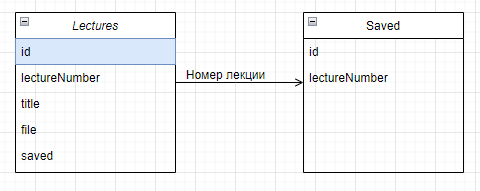 Lectures
id
lectureNumber
title
file
saved
Номер лекции
Saved
id
lectureNumber